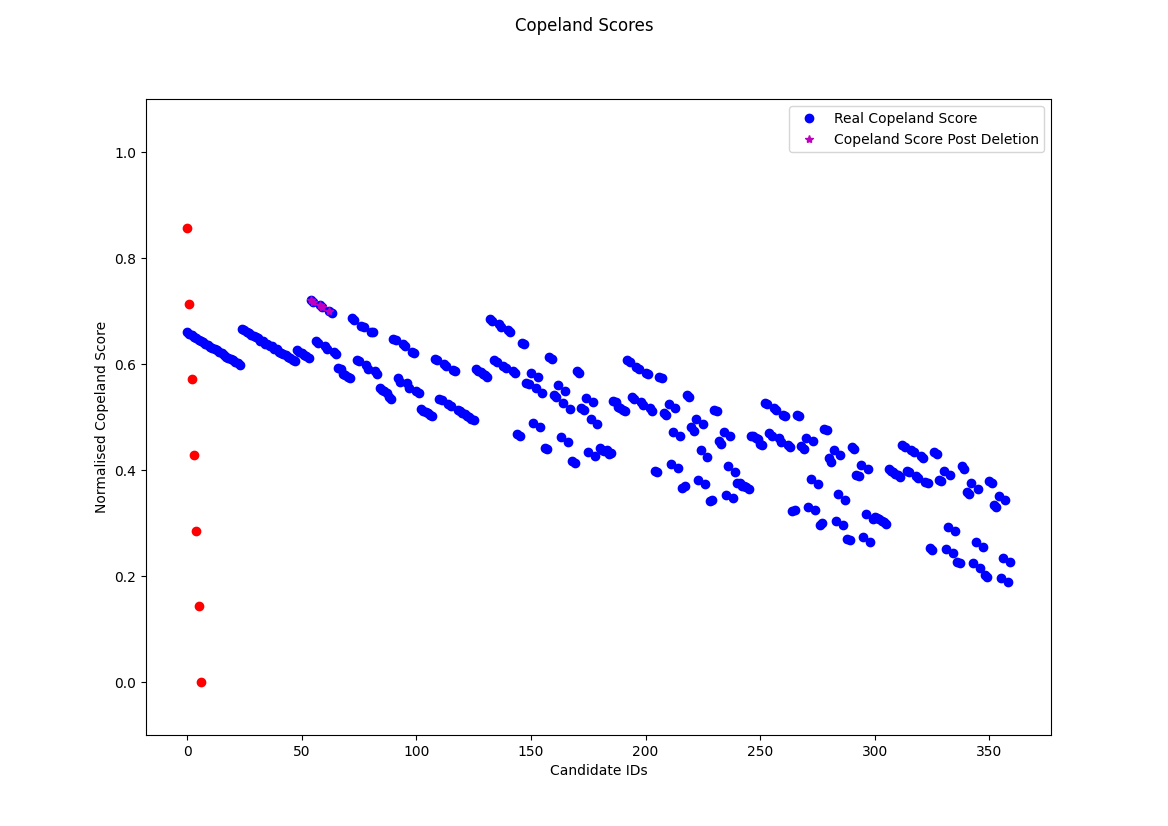 Copeland Scores
Real Copeland Score
Copeland Score Post Deletion
1.0
0.8
0.6
0.4
0.2
0.0
Normalised Copeland Score
0 50 100 150 200 250 300 350
Candidate IDs